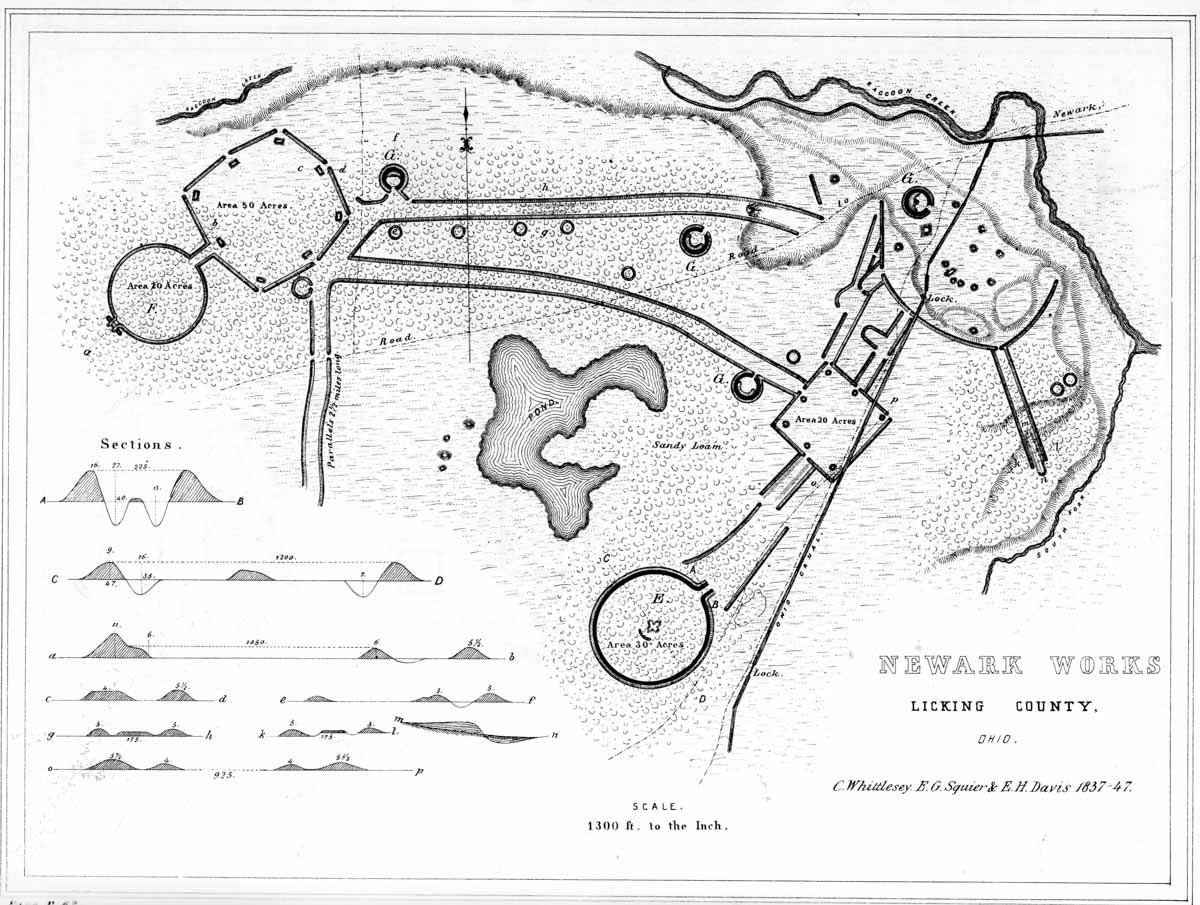 RACCOON CREEK
RACCOON CREEK
Newark.
to
Road
f
G.
h
c
d
Area 50 Acres.
b
g
G.
G.
Area 20 Acres.
F.
a
Road
Lock.
Parallels 2½ miles long
POND.
G.
p
Area 20 Acres
Sandy Loam
o
k
l
SOUTH FORK
C
A
B
E.
Area 30 Acres
D
OHIO CANAL
Lock.
Sections.
16. 27. 225. 13.
A 40. B
9. 16. 1200.
C 47. 35. 7. D
11. 6. 1050. 6. 5½
a b
c 4. 5½ d
e 3. 5. f
g 5. 175. 5. h
k 5. 175. 4. l
m n
o 5½ 4. 925. 4 5½ p
NEWARK WORKS
LICKING COUNTY,
OHIO.
C. Whittlesey. E. G. Squier & E. H. Davis 1837-47.
SCALE.
1300 ft. to the Inch.